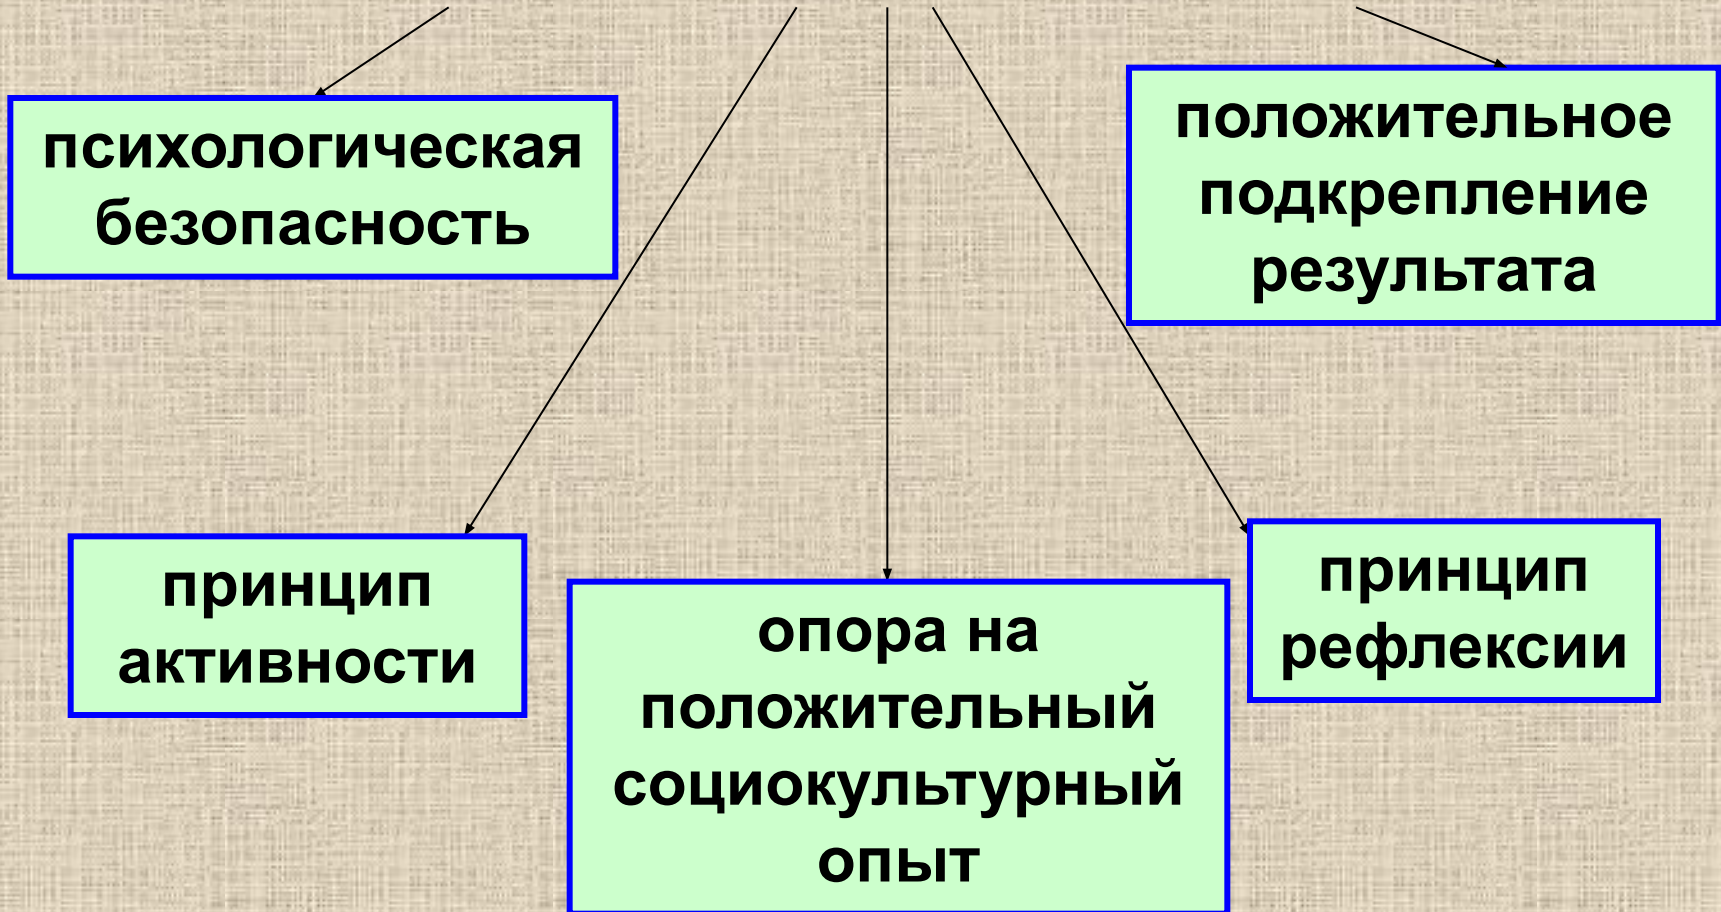 психологическая
безопасность
положительное
подкрепление
результата
принцип
активности
опора на
положительный
социокультурный
опыт
принцип
рефлексии